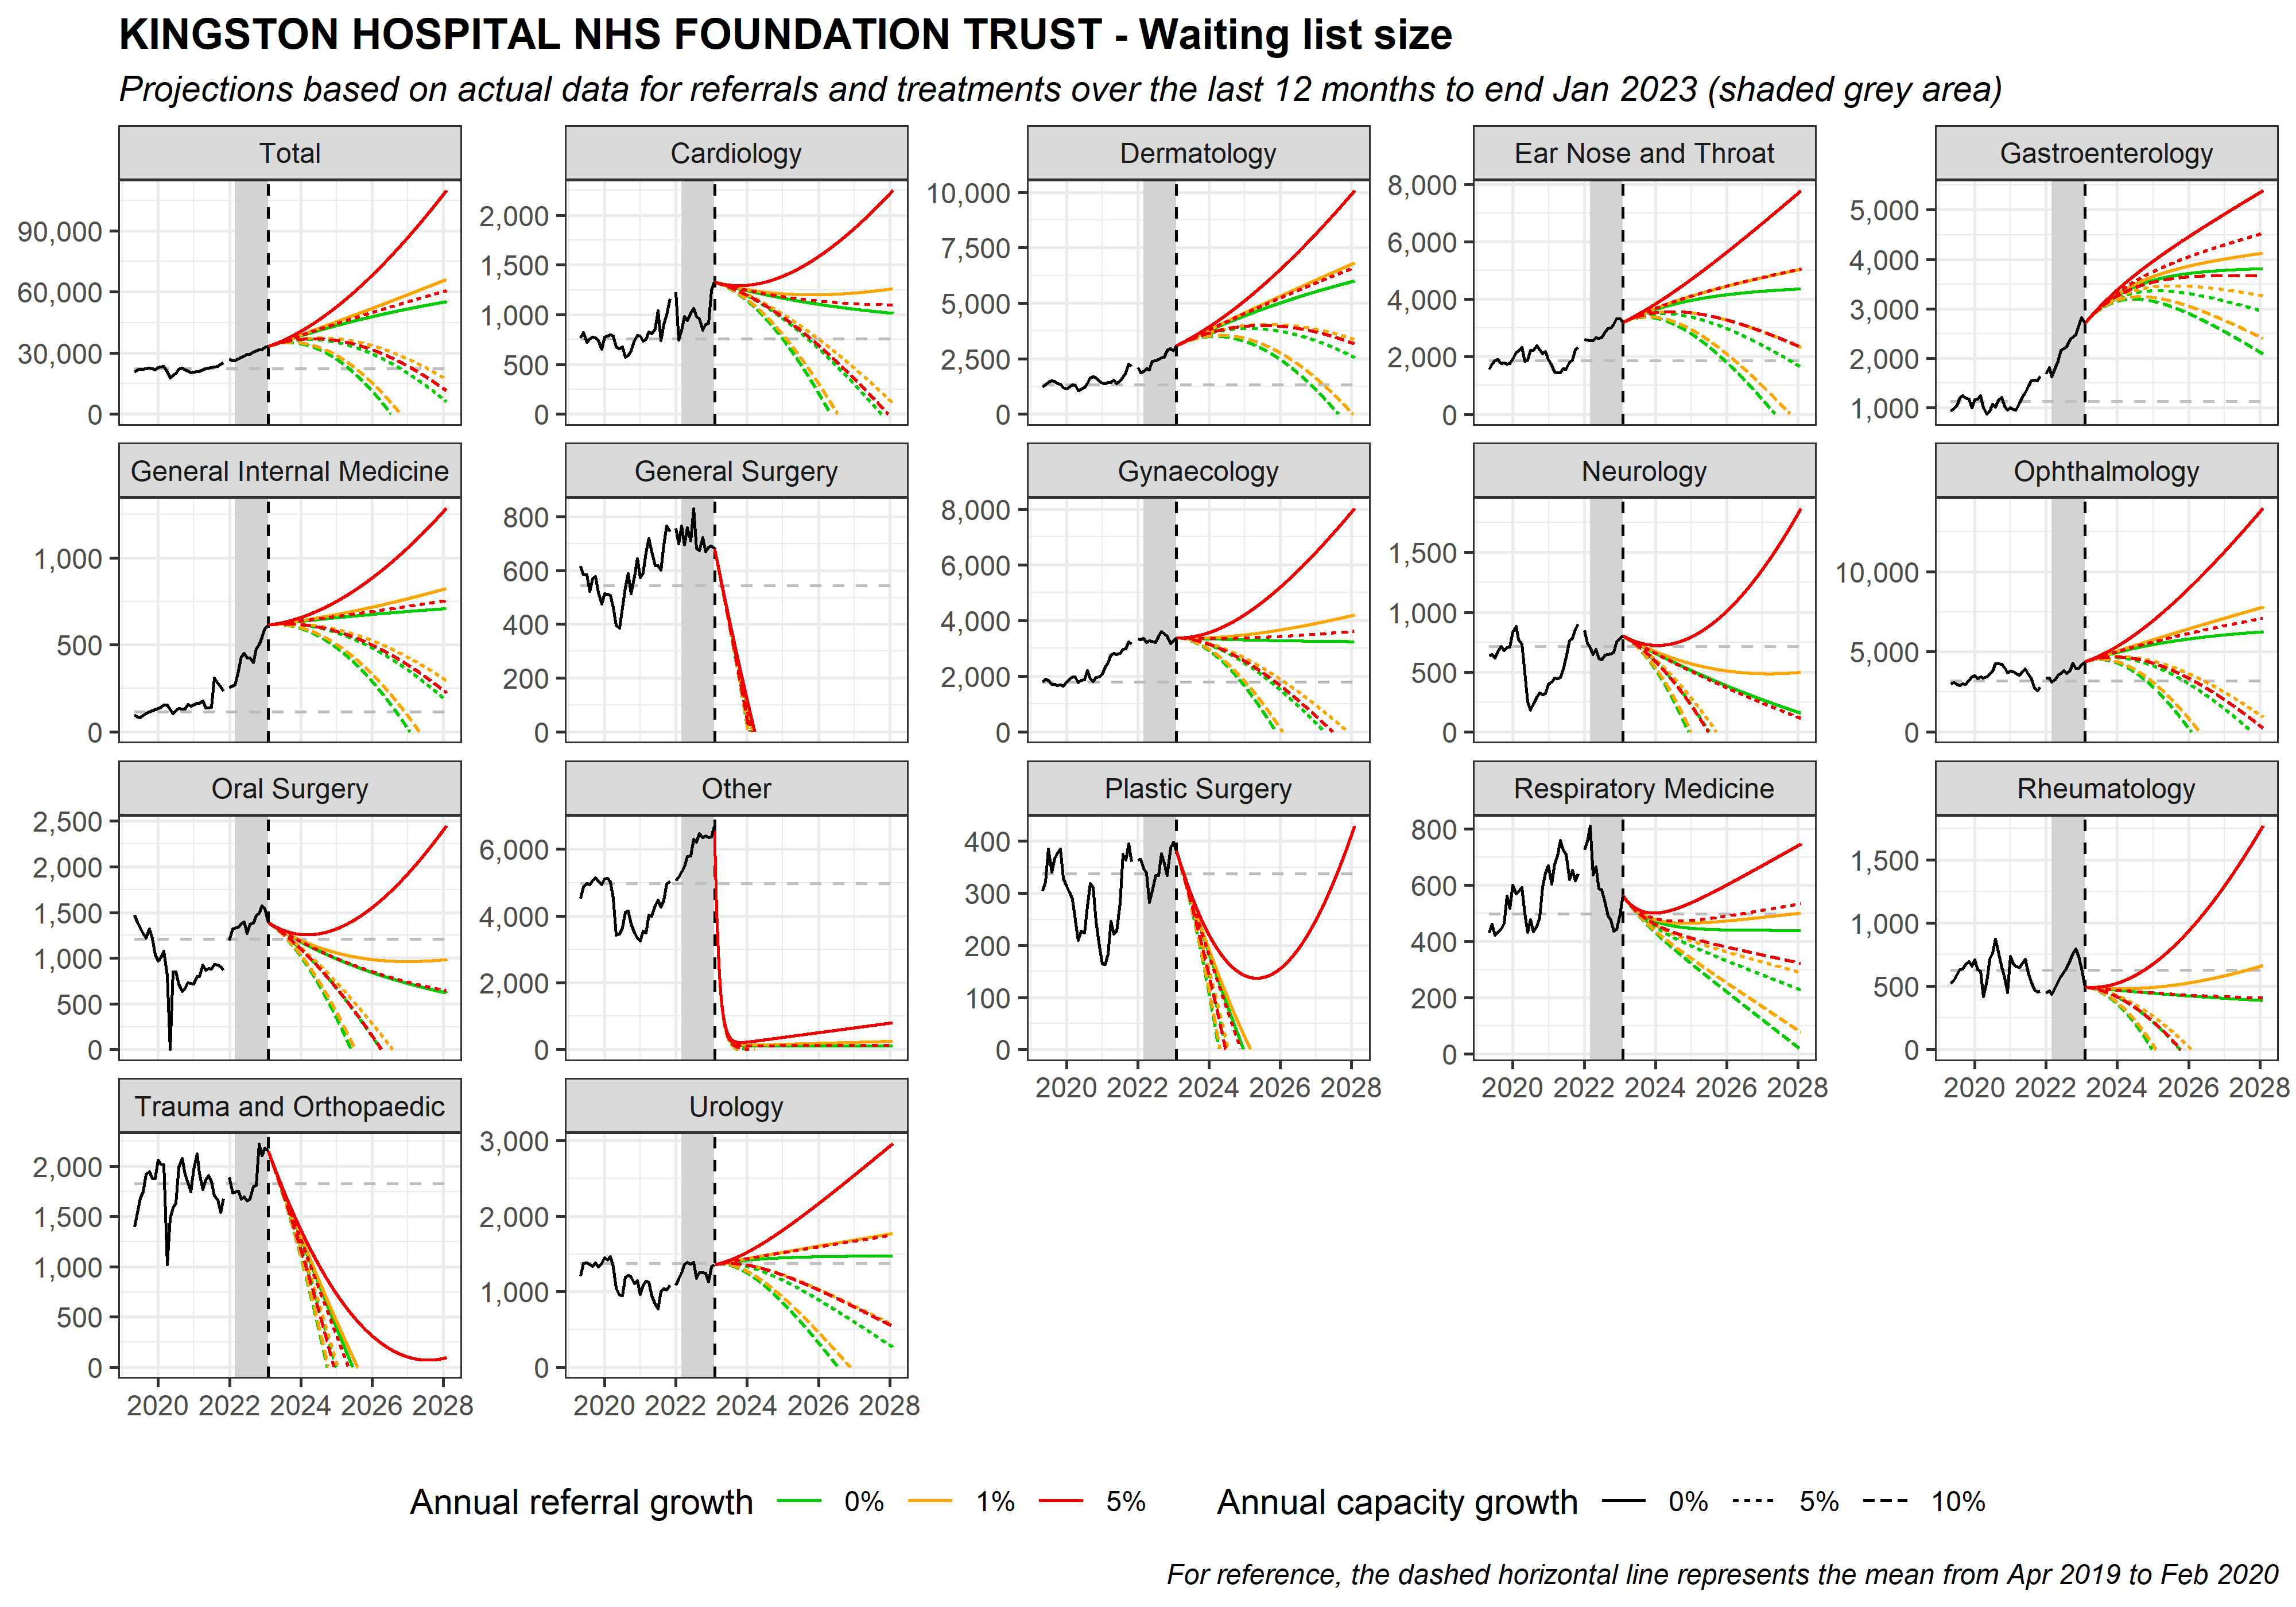 KINGSTON HOSPITAL NHS FOUNDATION TRUST - Waiting list size
Projections based on actual data for referrals and treatments over the last 12 months to end Jan 2023 (shaded grey area)
Total
90,000
60,000
30,000
0
Cardiology
2,000
1,500
1,000
500
0
Dermatology
10,000
7,500
5,000
2,500
0
Ear Nose and Throat
8,000
6,000
4,000
2,000
0
Gastroenterology
5,000
4,000
3,000
2,000
1,000
General Internal Medicine
1,000
500
0
General Surgery
800
600
400
200
0
Gynaecology
8,000
6,000
4,000
2,000
0
Neurology
1,500
1,000
500
0
Ophthalmology
10,000
5,000
0
Oral Surgery
2,500
2,000
1,500
1,000
500
0
Other
6,000
4,000
2,000
0
Plastic Surgery
400
300
200
100
0
2020 2022 2024 2026 2028
Respiratory Medicine
800
600
400
200
0
2020 2022 2024 2026 2028
Rheumatology
1,500
1,000
500
0
2020 2022 2024 2026 2028
Trauma and Orthopaedic
2,000
1,500
1,000
500
0
2020 2022 2024 2026 2028
Urology
3,000
2,000
1,000
0
2020 2022 2024 2026 2028
Annual referral growth 0% 1% 5% Annual capacity growth 0% 5% 10%
For reference, the dashed horizontal line represents the mean from Apr 2019 to Feb 2020